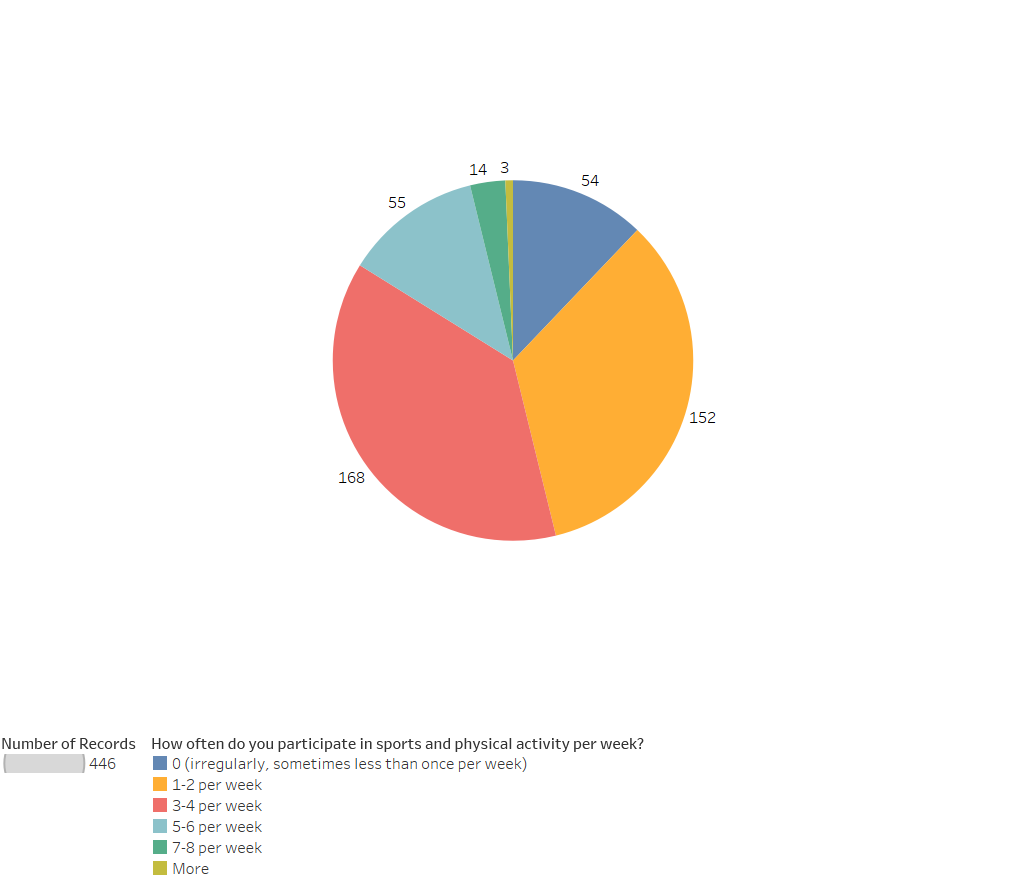 14 3
54
55
152
168
Number of Records
446
How often do you participate in sports and physical activity per week?
0 (irregularly, sometimes less than once per week)
1-2 per week
3-4 per week
5-6 per week
7-8 per week
More